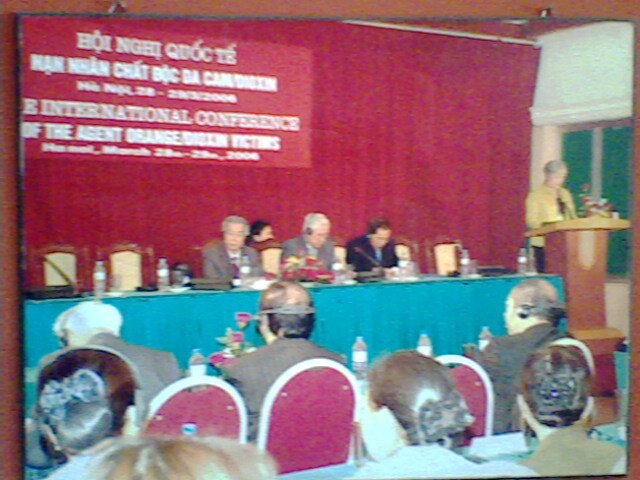 HỘI NGHỊ QUỐC TẾ
NẠN NHÂN CHẤT ĐỘC DA CAM/DIOXIN
Hà Nội, 28 - 29/3/2006
E INTERNATIONAL CONFERENCE
OF THE AGENT ORANGE/DIOXIN VICTIMS
Hanoi, March 28th - 29th, 2006